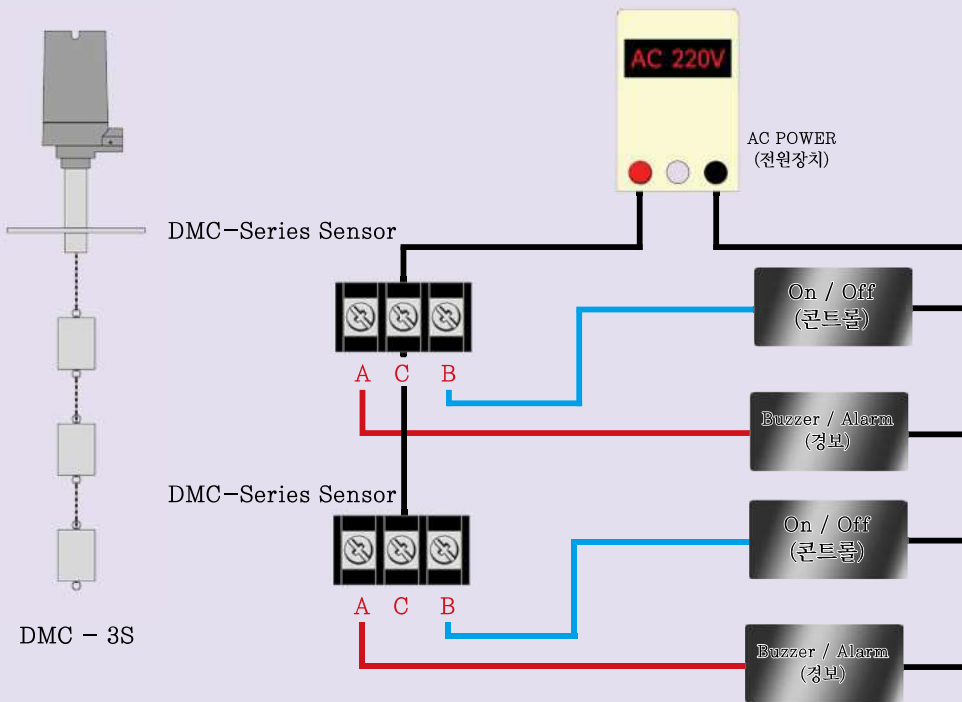 AC 220V
AC POWER
(전원장치)
DMC-Series Sensor
On / Off
(콘트롤)
A C B
Buzzer / Alarm
(경보)
DMC-Series Sensor
On / Off
(콘트롤)
A C B
DMC - 3S
Buzzer / Alarm
(경보)